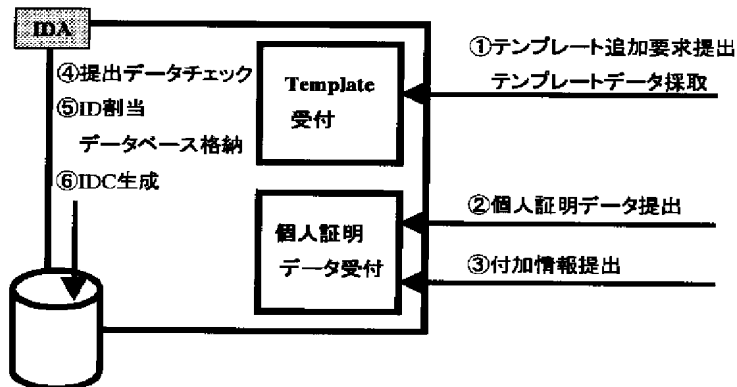 IDA
①テンプレート追加要求提出
テンプレートデータ採取
④提出データチェック
⑤ID割当
データベース格納
⑥IDC生成
Template
受付
②個人証明データ提出
個人証明
データ受付
③付加情報提出